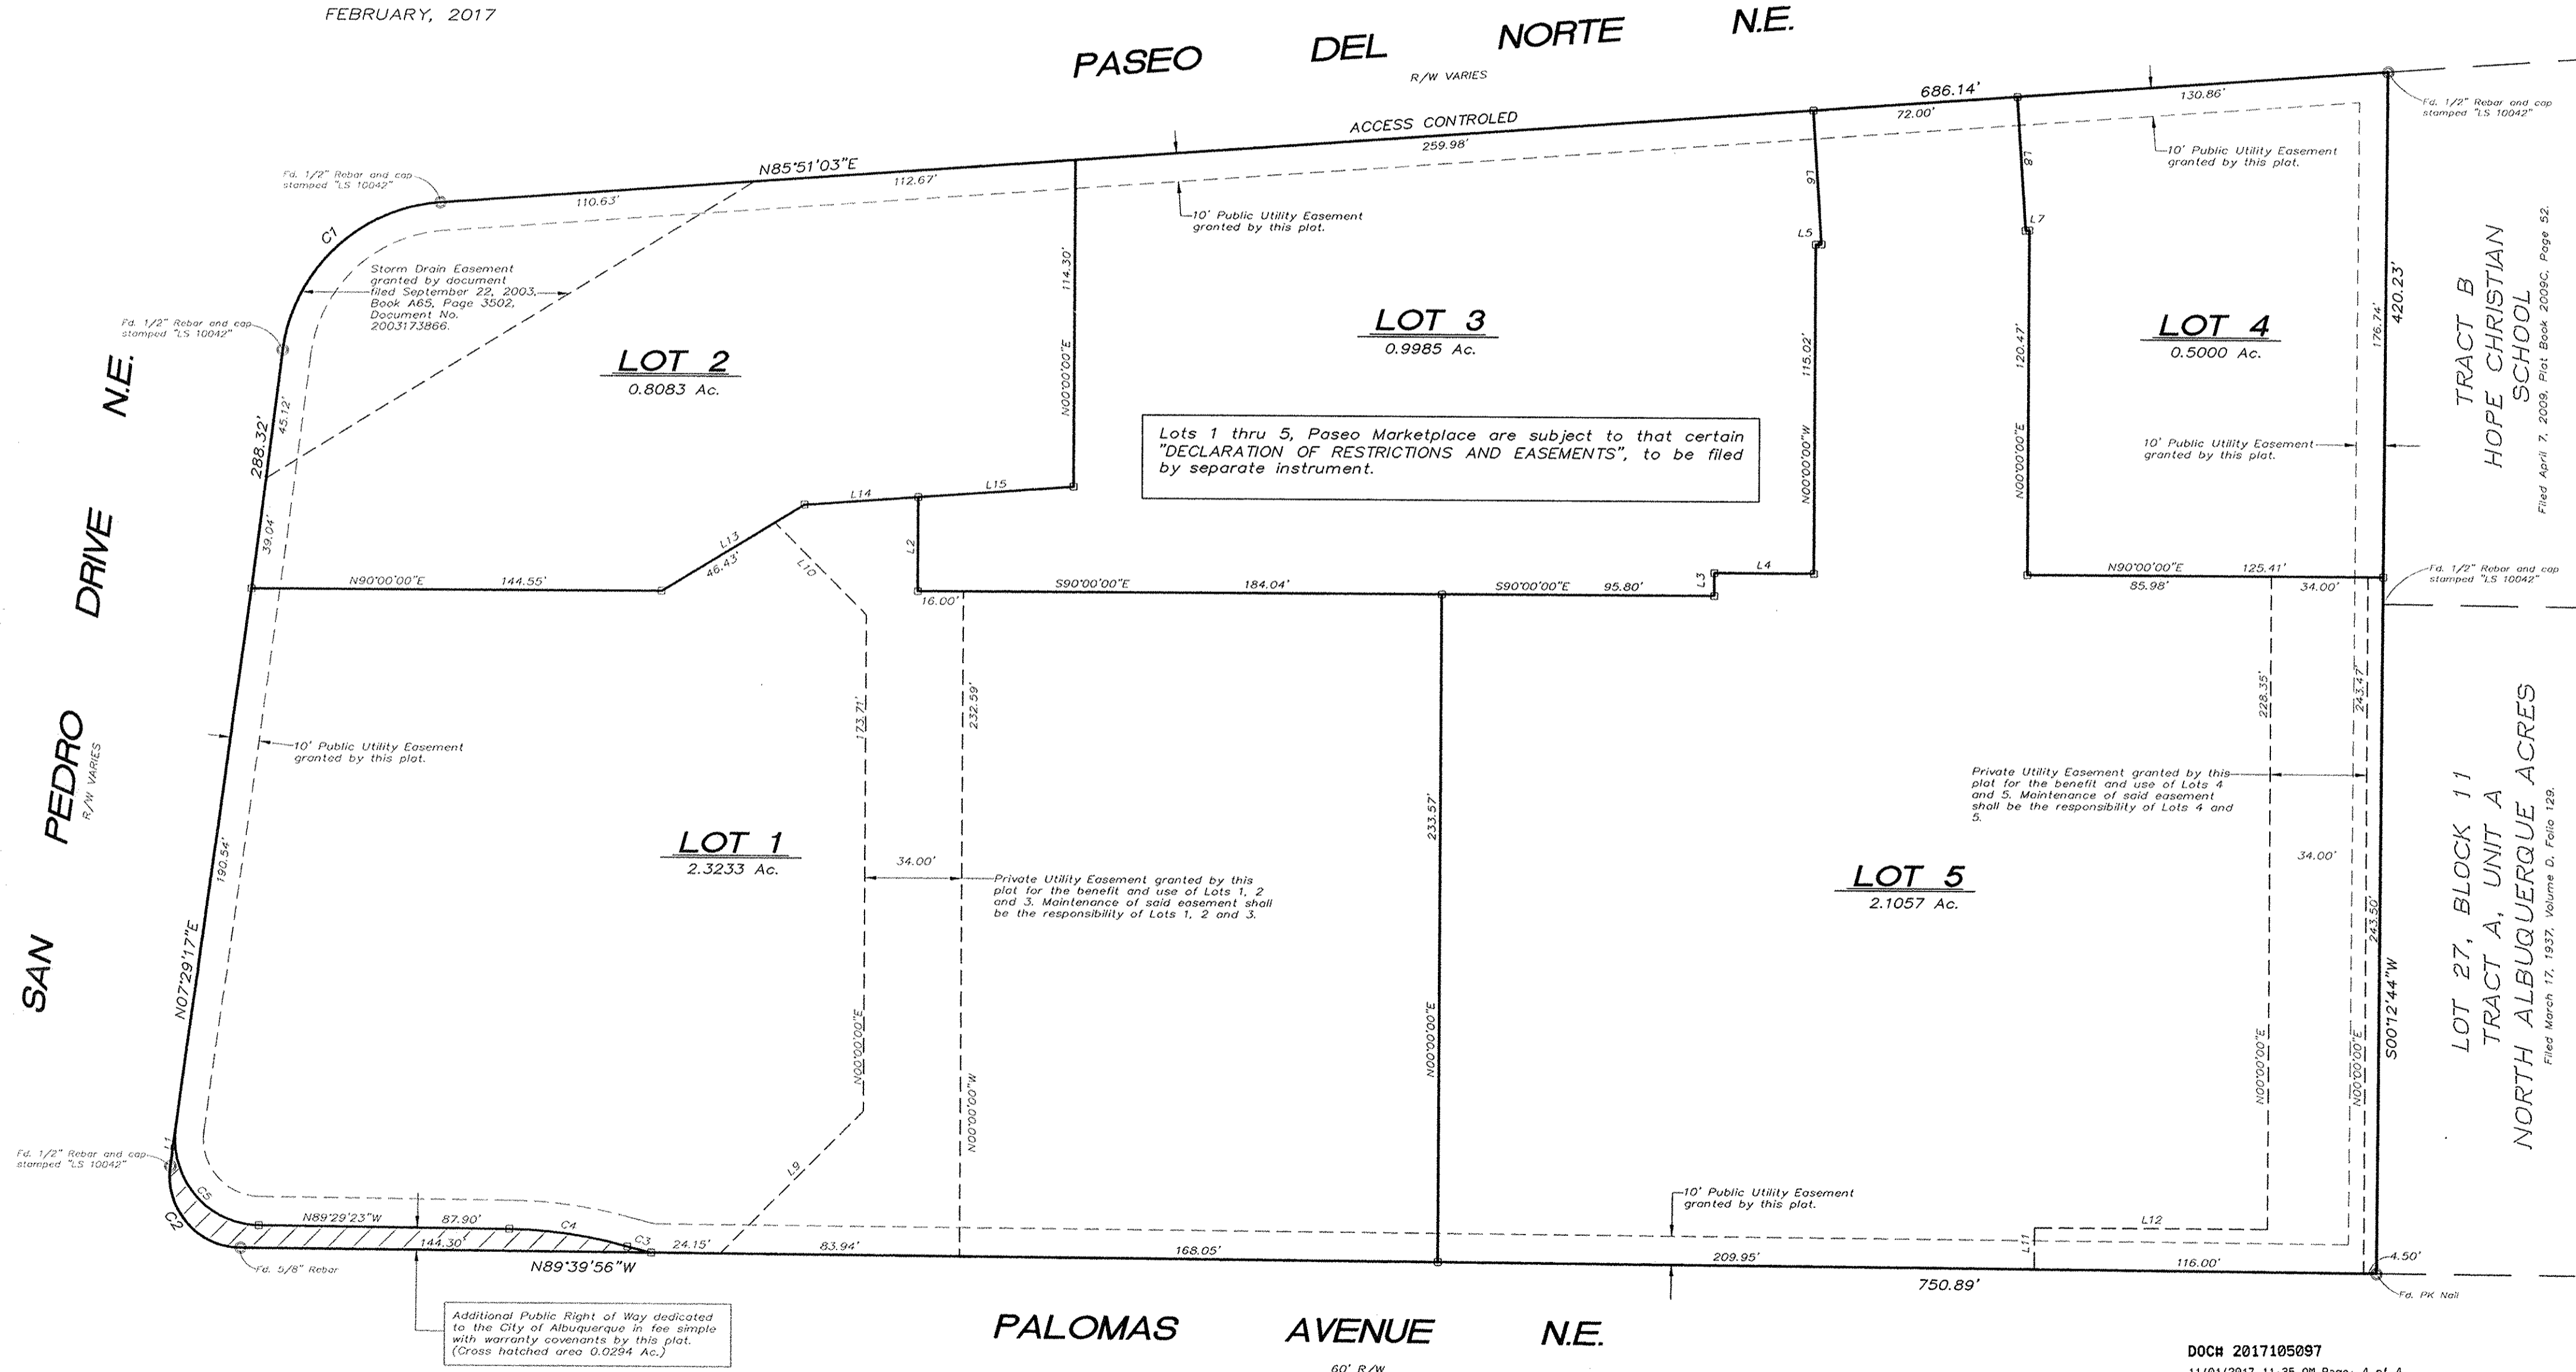 FEBRUARY, 2017
PASEO DEL NORTE N.E.
R/W VARIES
686.14'
130.86'
72.00'
ACCESS CONTROLED
259.98'
N85°51'03"E
112.67'
110.63'
Fd. 1/2" Rebar and cap
stamped "LS 10042"
Fd. 1/2" Rebar and cap
stamped "LS 10042"
10' Public Utility Easement
granted by this plat.
10' Public Utility Easement
granted by this plat.
C1
Storm Drain Easement
granted by document
filed September 22, 2003,
Book A65, Page 3502,
Document No.
2003173866.
Fd. 1/2" Rebar and cap
stamped "LS 10042"
LOT 2
0.8083 Ac.
114.30'
N00°00'00"E
LOT 3
0.9985 Ac.
L6
L5
115.02'
N00°00'00"W
L8
L7
120.47'
N00°00'00"E
LOT 4
0.5000 Ac.
176.74'
420.23'
TRACT B
HOPE CHRISTIAN
SCHOOL
Filed April 7, 2009, Plat Book 2009C, Page 52.
Lots 1 thru 5, Paseo Marketplace are subject to that certain
"DECLARATION OF RESTRICTIONS AND EASEMENTS", to be filed
by separate instrument.
10' Public Utility Easement
granted by this plat.
288.32'
45.12'
39.04'
L14
L15
L13
46.43'
L10
L2
L3
L4
N90°00'00"E 144.55'
16.00'
S90°00'00"E 184.04'
S90°00'00"E 95.80'
N90°00'00"E 125.41'
85.98'
34.00'
Fd. 1/2" Rebar and cap
stamped "LS 10042"
SAN PEDRO DRIVE N.E.
R/W VARIES
10' Public Utility Easement
granted by this plat.
190.54'
N07°29'17"E
LOT 1
2.3233 Ac.
173.71'
N00°00'00"E
34.00'
232.59'
N00°00'00"W
Private Utility Easement granted by this
plat for the benefit and use of Lots 1, 2
and 3. Maintenance of said easement shall
be the responsibility of Lots 1, 2 and 3.
233.57'
N00°00'00"E
LOT 5
2.1057 Ac.
Private Utility Easement granted by this
plat for the benefit and use of Lots 4
and 5. Maintenance of said easement
shall be the responsibility of Lots 4 and
5.
228.35'
N00°00'00"E
34.00'
243.47'
N00°00'00"E
243.50'
S00°12'44"W
LOT 27, BLOCK 11
TRACT A, UNIT A
NORTH ALBUQUERQUE ACRES
Filed March 17, 1937, Volume D, Folio 129.
L1
Fd. 1/2" Rebar and cap
stamped "LS 10042"
C5
C2
N89°29'23"W 87.90'
C4
C3
144.30'
L9
24.15'
83.94'
168.05'
10' Public Utility Easement
granted by this plat.
209.95'
L11
L12
116.00'
4.50'
Fd. 5/8" Rebar
N89°39'56"W
750.89'
Fd. PK Nail
Additional Public Right of Way dedicated
to the City of Albuquerque in fee simple
with warranty covenants by this plat.
(Cross hatched area 0.0294 Ac.)
PALOMAS AVENUE N.E.
60' R/W
DOC# 2017105097
11/01/2017 11:35 AM Page: 4 of 4